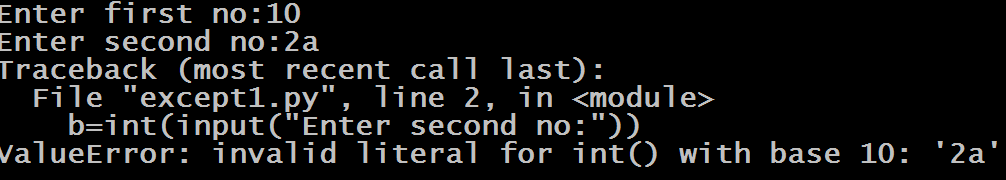 Enter first no:10
Enter second no:2a
Traceback (most recent call last):
  File "except1.py", line 2, in <module>
    b=int(input("Enter second no:"))
ValueError: invalid literal for int() with base 10: '2a'